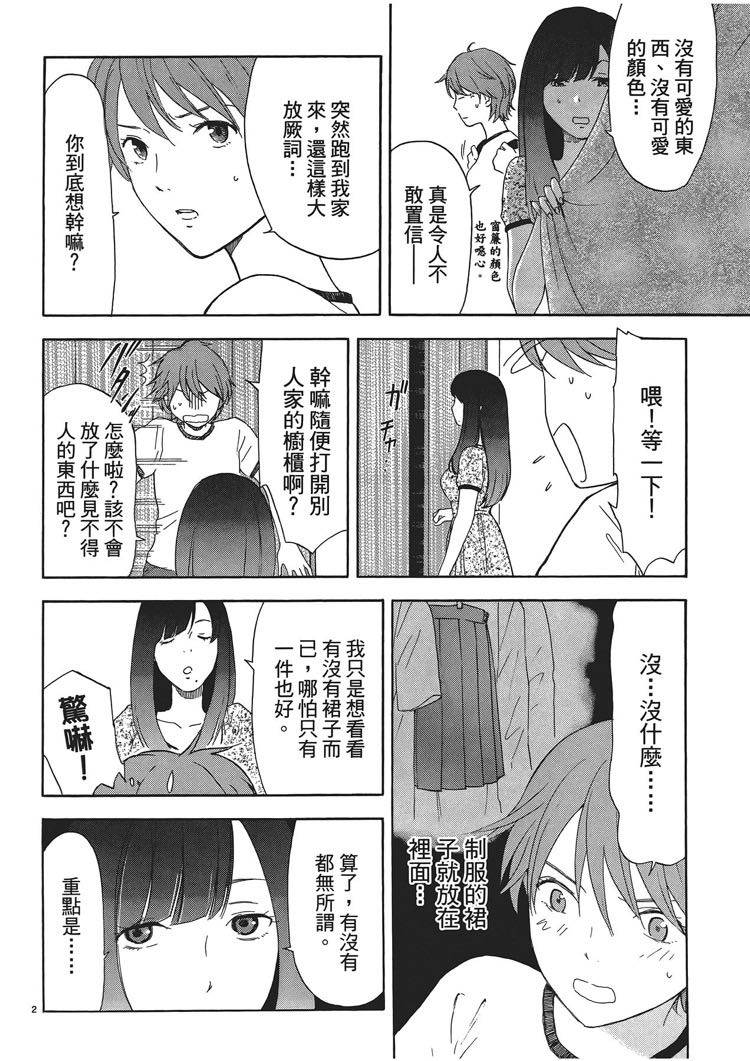 沒有可愛的東
西、沒有可愛
的顏色…
真是令人不
敢置信—
窗簾的顏色
也好噁心。
突然跑到我家
來，還這樣大
放厥詞…
你到底想幹嘛？
喂！等一下！
ガチャ
幹嘛隨便打開別
人家的櫥櫃啊？
怎麼啦？該不會
放了什麼見不得
人的東西吧？
沒…沒什麼……
制服的裙
子就放在
裡面…
我只是想看看
有沒有裙子而
已，哪怕只有
一件也好。
驚嚇！
算了，有沒有
都無所謂。
重點是……
2